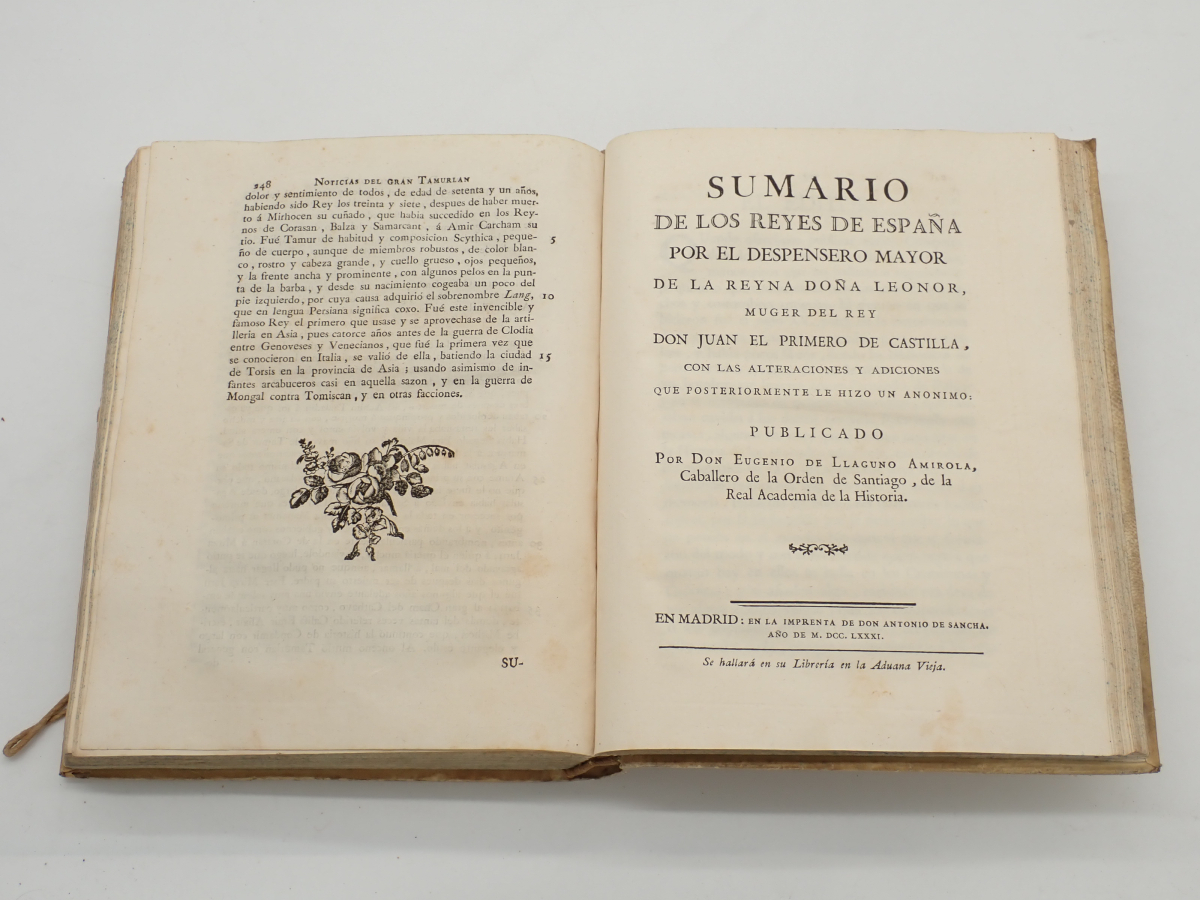 248 NOTICIAS DEL GRAN TAMURLAN
dolor y sentimiento de todos, de edad de setenta y un años,
habiendo sido Rey los treinta y siete, despues de haber muer-
to á Mirhocen su cuñado, que había succedido en los Rey-
nos de Corasan, Balza y Samarcant, á Amir Carcham su
tio. Fué Tamur de habitud y composicion Scythica, peque- 5
ño de cuerpo, aunque de miembros robustos, de color blan-
co, rostro y cabeza grande, y cuello grueso, ojos pequeños,
y la frente ancha y prominente, con algunos pelos en la pun-
ta de la barba, y desde su nacimiento cogeaba un poco del
pie izquierdo, por cuya causa adquirió el sobrenombre Lang, 10
que en lengua Persiana significa coxo. Fué este invencible y
famoso Rey el primero que usase y se aprovechase de la arti-
lleria en Asia, pues catorce años antes de la guerra de Clodia
entre Genoveses y Venecianos, que fué la primera vez que
se conocieron en Italia, se valió de ella, batiendo la ciudad 15
de Torsis en la provincia de Asia; usando asimismo de in-
fantes arcabuceros casi en aquella sazon, y en la guerra de
Mongal contra Tomiscan, y en otras facciones.
SU-
SUMARIO
DE LOS REYES DE ESPAÑA
POR EL DESPENSERO MAYOR
DE LA REYNA DOÑA LEONOR,
MUGER DEL REY
DON JUAN EL PRIMERO DE CASTILLA,
CON LAS ALTERACIONES Y ADICIONES
QUE POSTERIORMENTE LE HIZO UN ANONIMO:
PUBLICADO
POR DON EUGENIO DE LLAGUNO AMIROLA,
Caballero de la Orden de Santiago, de la
Real Academia de la Historia.
EN MADRID: EN LA IMPRENTA DE DON ANTONIO DE SANCHA.
AÑO DE M. DCC. LXXXI.
Se hallará en su Librería en la Aduana Vieja.